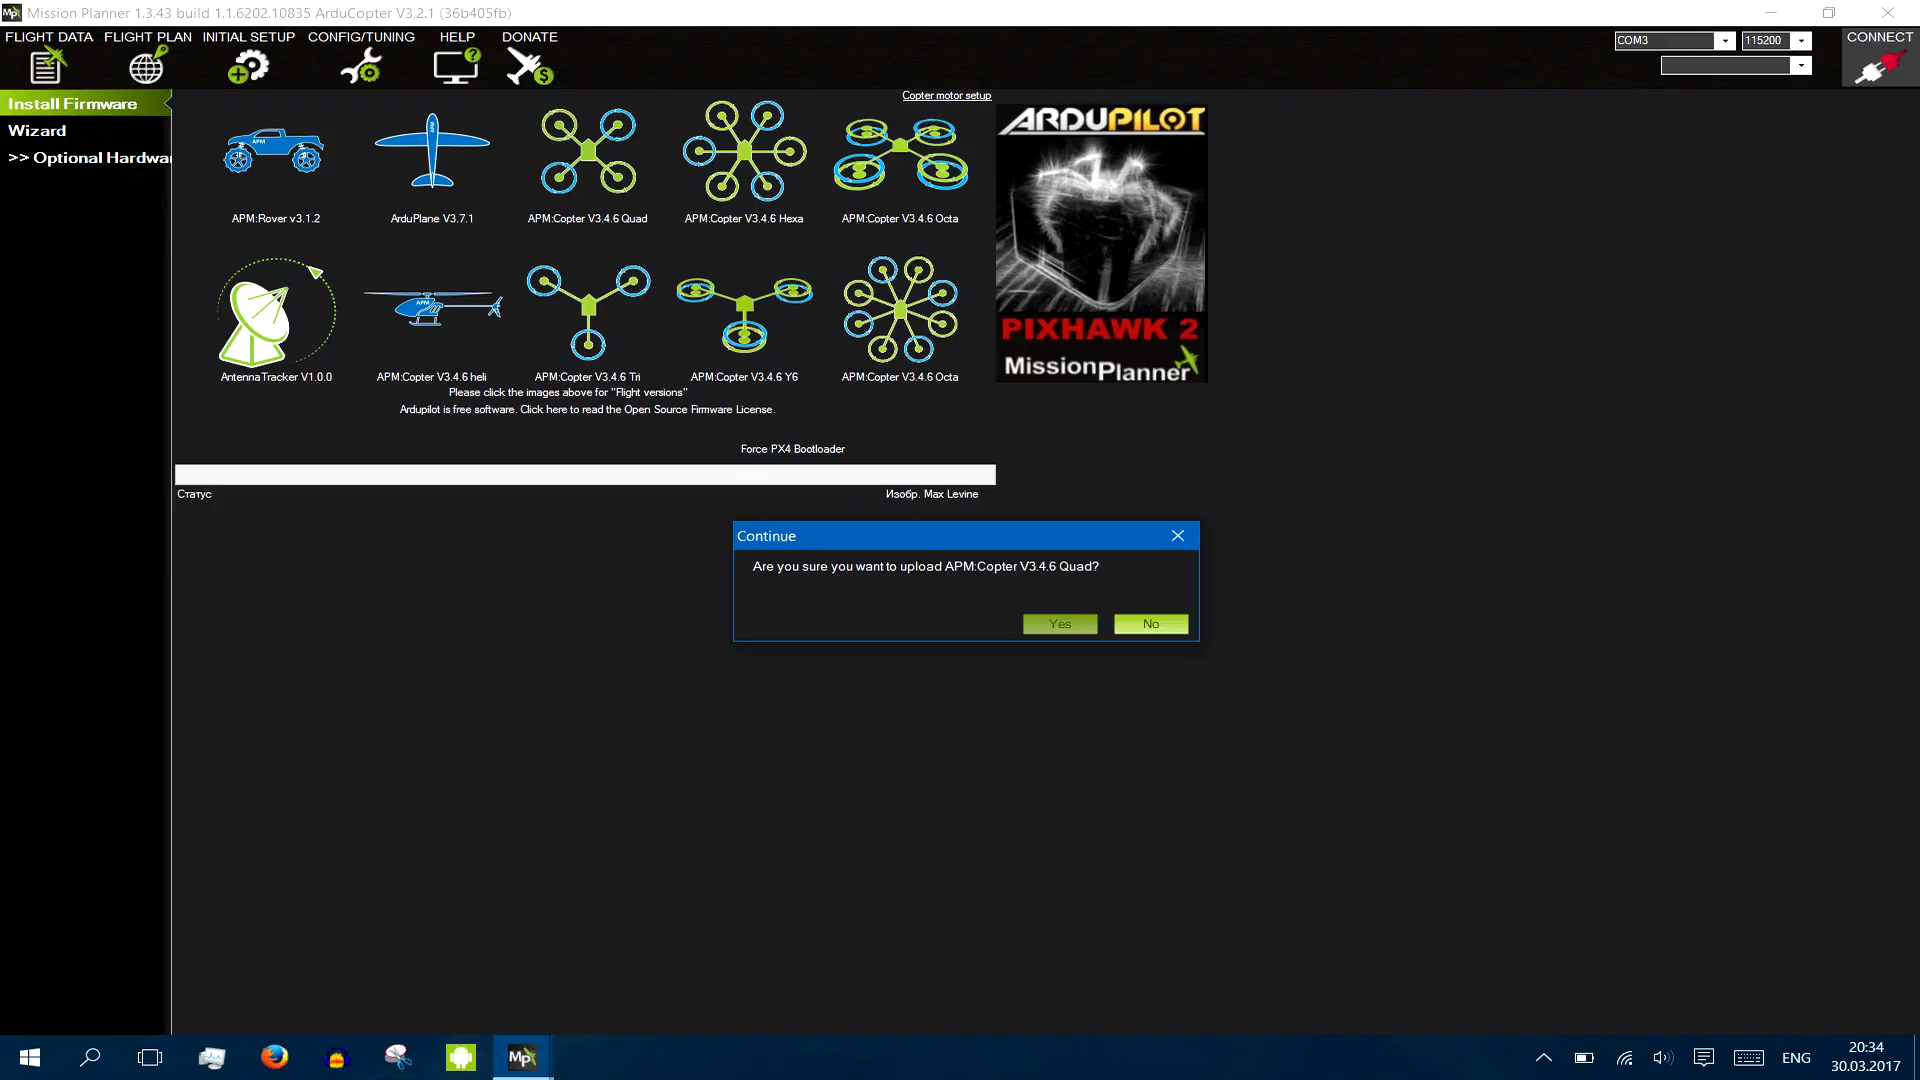 Mission Planner 1.3.43 build 1.1.6202.10835 ArduCopter V3.2.1 (36b405fb)
FLIGHT DATA FLIGHT PLAN INITIAL SETUP CONFIG/TUNING HELP DONATE
COM3 115200 CONNECT
Install Firmware
Wizard
>> Optional Hardwar
Copter motor setup
APM:Rover v3.1.2
ArduPlane V3.7.1
APM:Copter V3.4.6 Quad
APM:Copter V3.4.6 Hexa
APM:Copter V3.4.6 Octa
AntennaTracker V1.0.0
APM:Copter V3.4.6 heli
APM:Copter V3.4.6 Tri
APM:Copter V3.4.6 Y6
APM:Copter V3.4.6 Octa
ARDUPILOT
PIXHAWK 2
MissionPlanner
Please click the images above for "Flight versions"
Ardupilot is free software. Click here to read the Open Source Firmware License.
Force PX4 Bootloader
Статус
Изобр. Max Levine
Continue
Are you sure you want to upload APM:Copter V3.4.6 Quad?
Yes No
Mp
ENG
20:34
30.03.2017